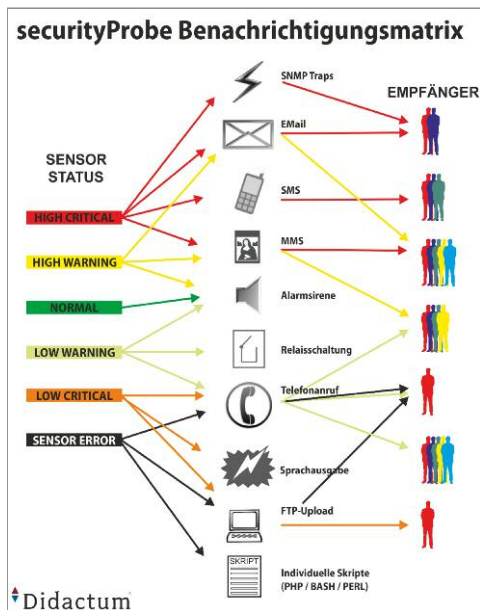 securityProbe Benachrichtigungsmatrix
SNMP Traps
EMPFÄNGER
EMail
SENSOR
STATUS
SMS
HIGH CRITICAL
MMS
HIGH WARNING
Alarmsirene
NORMAL
Relaisschaltung
LOW WARNING
Telefonanruf
LOW CRITICAL
SENSOR ERROR
Sprachausgabe
FTP-Upload
SKRIPT
Individuelle Skripte
(PHP / BASH / PERL)
Didactum